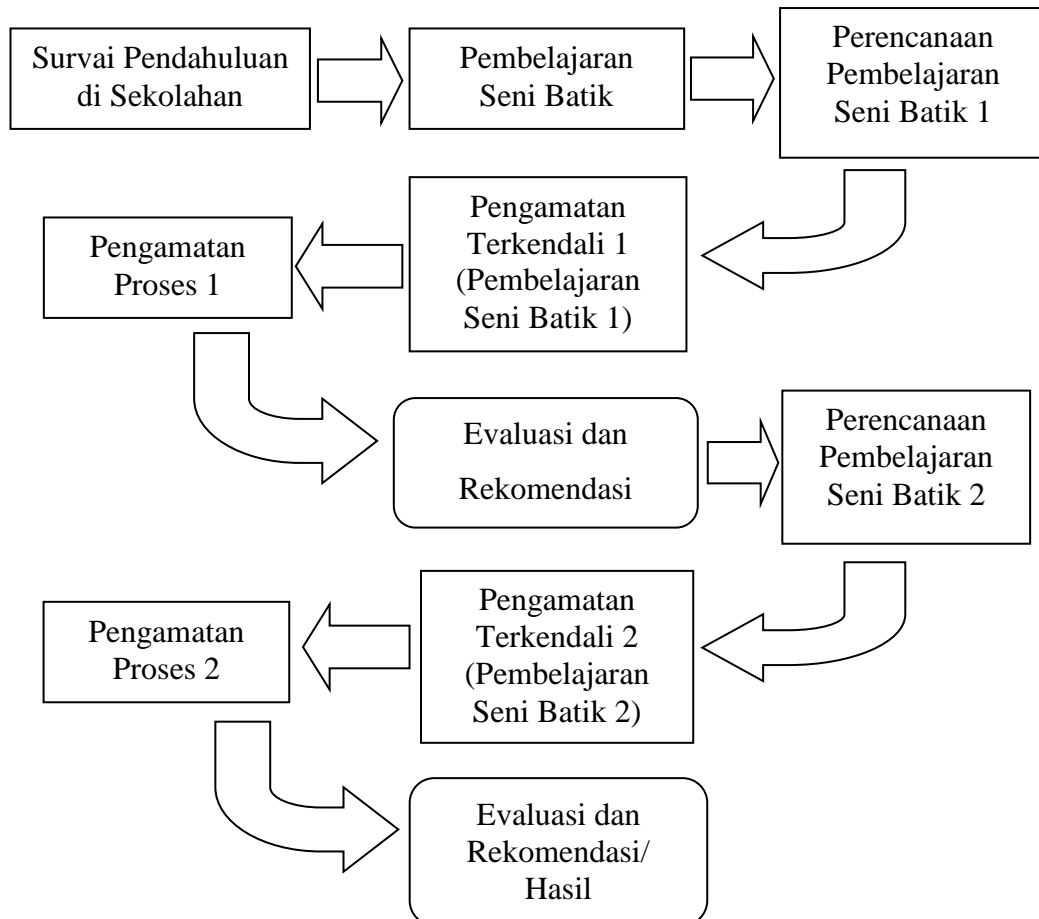 Survai Pendahuluan
di Sekolahan
Pembelajaran
Seni Batik
Perencanaan
Pembelajaran
Seni Batik 1
Pengamatan
Terkendali 1
(Pembelajaran
Seni Batik 1)
Pengamatan
Proses 1
Evaluasi dan
Rekomendasi
Perencanaan
Pembelajaran
Seni Batik 2
Pengamatan
Terkendali 2
(Pembelajaran
Seni Batik 2)
Pengamatan
Proses 2
Evaluasi dan
Rekomendasi/
Hasil